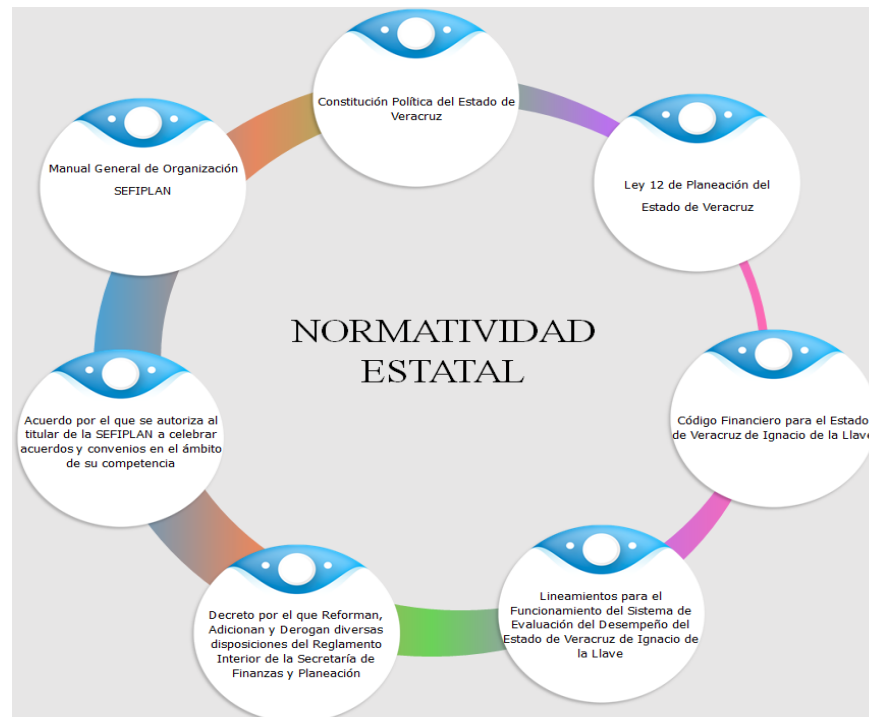 Constitución Política del Estado de
Veracruz
Ley 12 de Planeación del
Estado de Veracruz
Código Financiero para el Estado
de Veracruz de Ignacio de la Llave
Lineamientos para el
Funcionamiento del Sistema de
Evaluación del Desempeño del
Estado de Veracruz de Ignacio de
la Llave
Decreto por el que Reforman,
Adicionan y Derogan diversas
disposiciones del Reglamento
Interior de la Secretaría de
Finanzas y Planeación
Acuerdo por el que se autoriza al
titular de la SEFIPLAN a celebrar
acuerdos y convenios en el ámbito
de su competencia
Manual General de Organización
SEFIPLAN
NORMATIVIDAD
ESTATAL